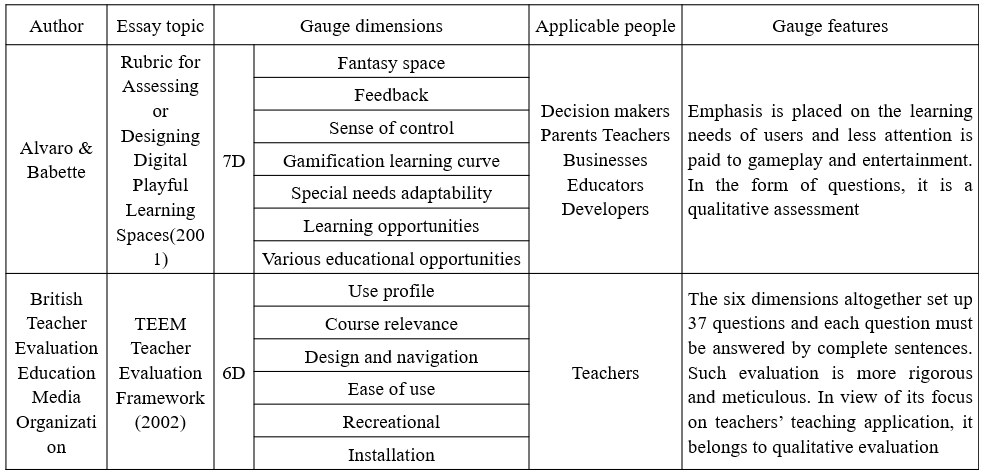 Author
Essay topic
Gauge dimensions
Applicable people
Gauge features
Alvaro &
Babette
Rubric for
Assessing
or
Designing
Digital
Playful
Learning
Spaces(200
1)
7D
Fantasy space
Feedback
Sense of control
Gamification learning curve
Special needs adaptability
Learning opportunities
Various educational opportunities
Decision makers
Parents Teachers
Businesses
Educators
Developers
Emphasis is placed on the learning
needs of users and less attention is
paid to gameplay and entertainment.
In the form of questions, it is a
qualitative assessment
British
Teacher
Evaluation
Education
Media
Organizati
on
TEEM
Teacher
Evaluation
Framework
(2002)
6D
Use profile
Course relevance
Design and navigation
Ease of use
Recreational
Installation
Teachers
The six dimensions altogether set up
37 questions and each question must
be answered by complete sentences.
Such evaluation is more rigorous
and meticulous. In view of its focus
on teachers’ teaching application, it
belongs to qualitative evaluation